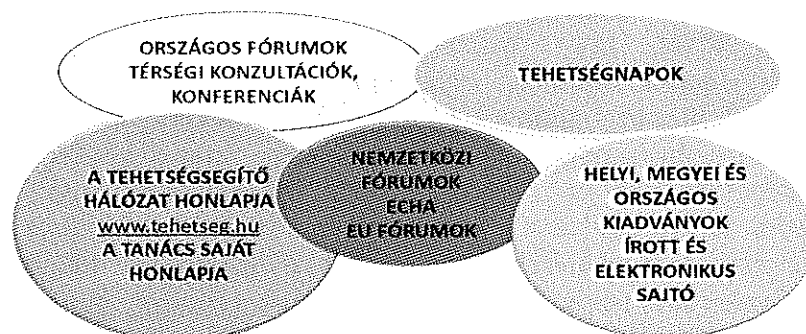 ORSZÁGOS FÓRUMOK
TÉRSÉGI KONZULTÁCIÓK,
KONFERENCIÁK
TEHETSÉGNAPOK
A TEHETSÉGSEGÍTŐ
HÁLÓZAT HONLAPJA
www.tehetseg.hu
A TANÁCS SAJÁT
HONLAPJA
NEMZETKÖZI
FÓRUMOK
ECHA
EU FÓRUMOK
HELYI, MEGYEI ÉS
ORSZÁGOS
KIADVÁNYOK
ÍROTT ÉS
ELEKTRONIKUS
SAJTÓ